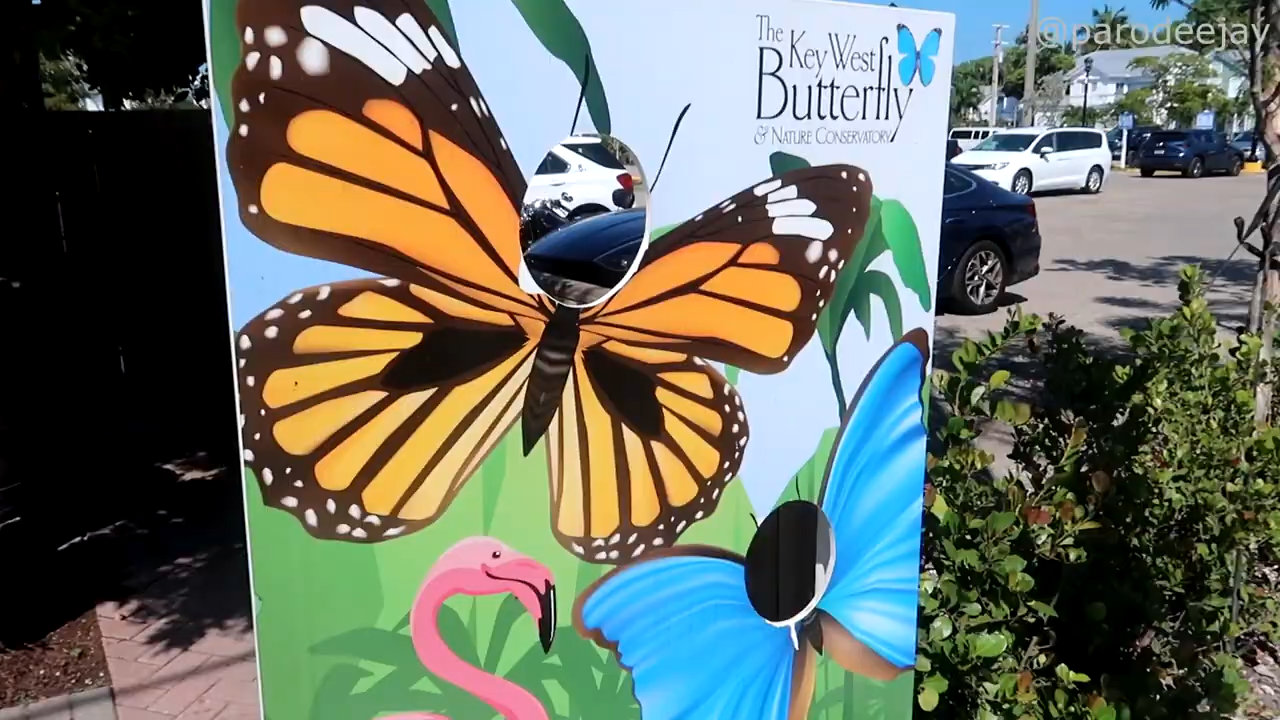 @parodeejay
The
Key West
Butterfly
& Nature Conservatory